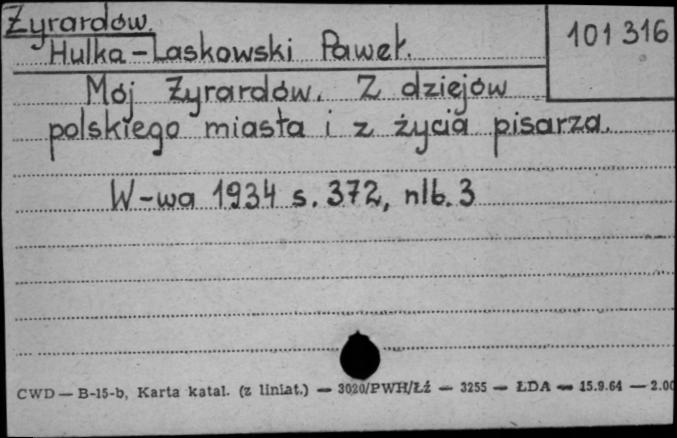 Żyrardów.
101 316
Hulka-Laskowski Paweł.
Mój Żyrardów. Z dziejów
polskiego miasta i z życia pisarza.
W-wa 1934 s. 372, nlb. 3
CWD — B-15-b, Karta katal. (z liniat.) — 3020/PWH/Łź — 3255 — ŁDA — 15.9.64 — 2.00